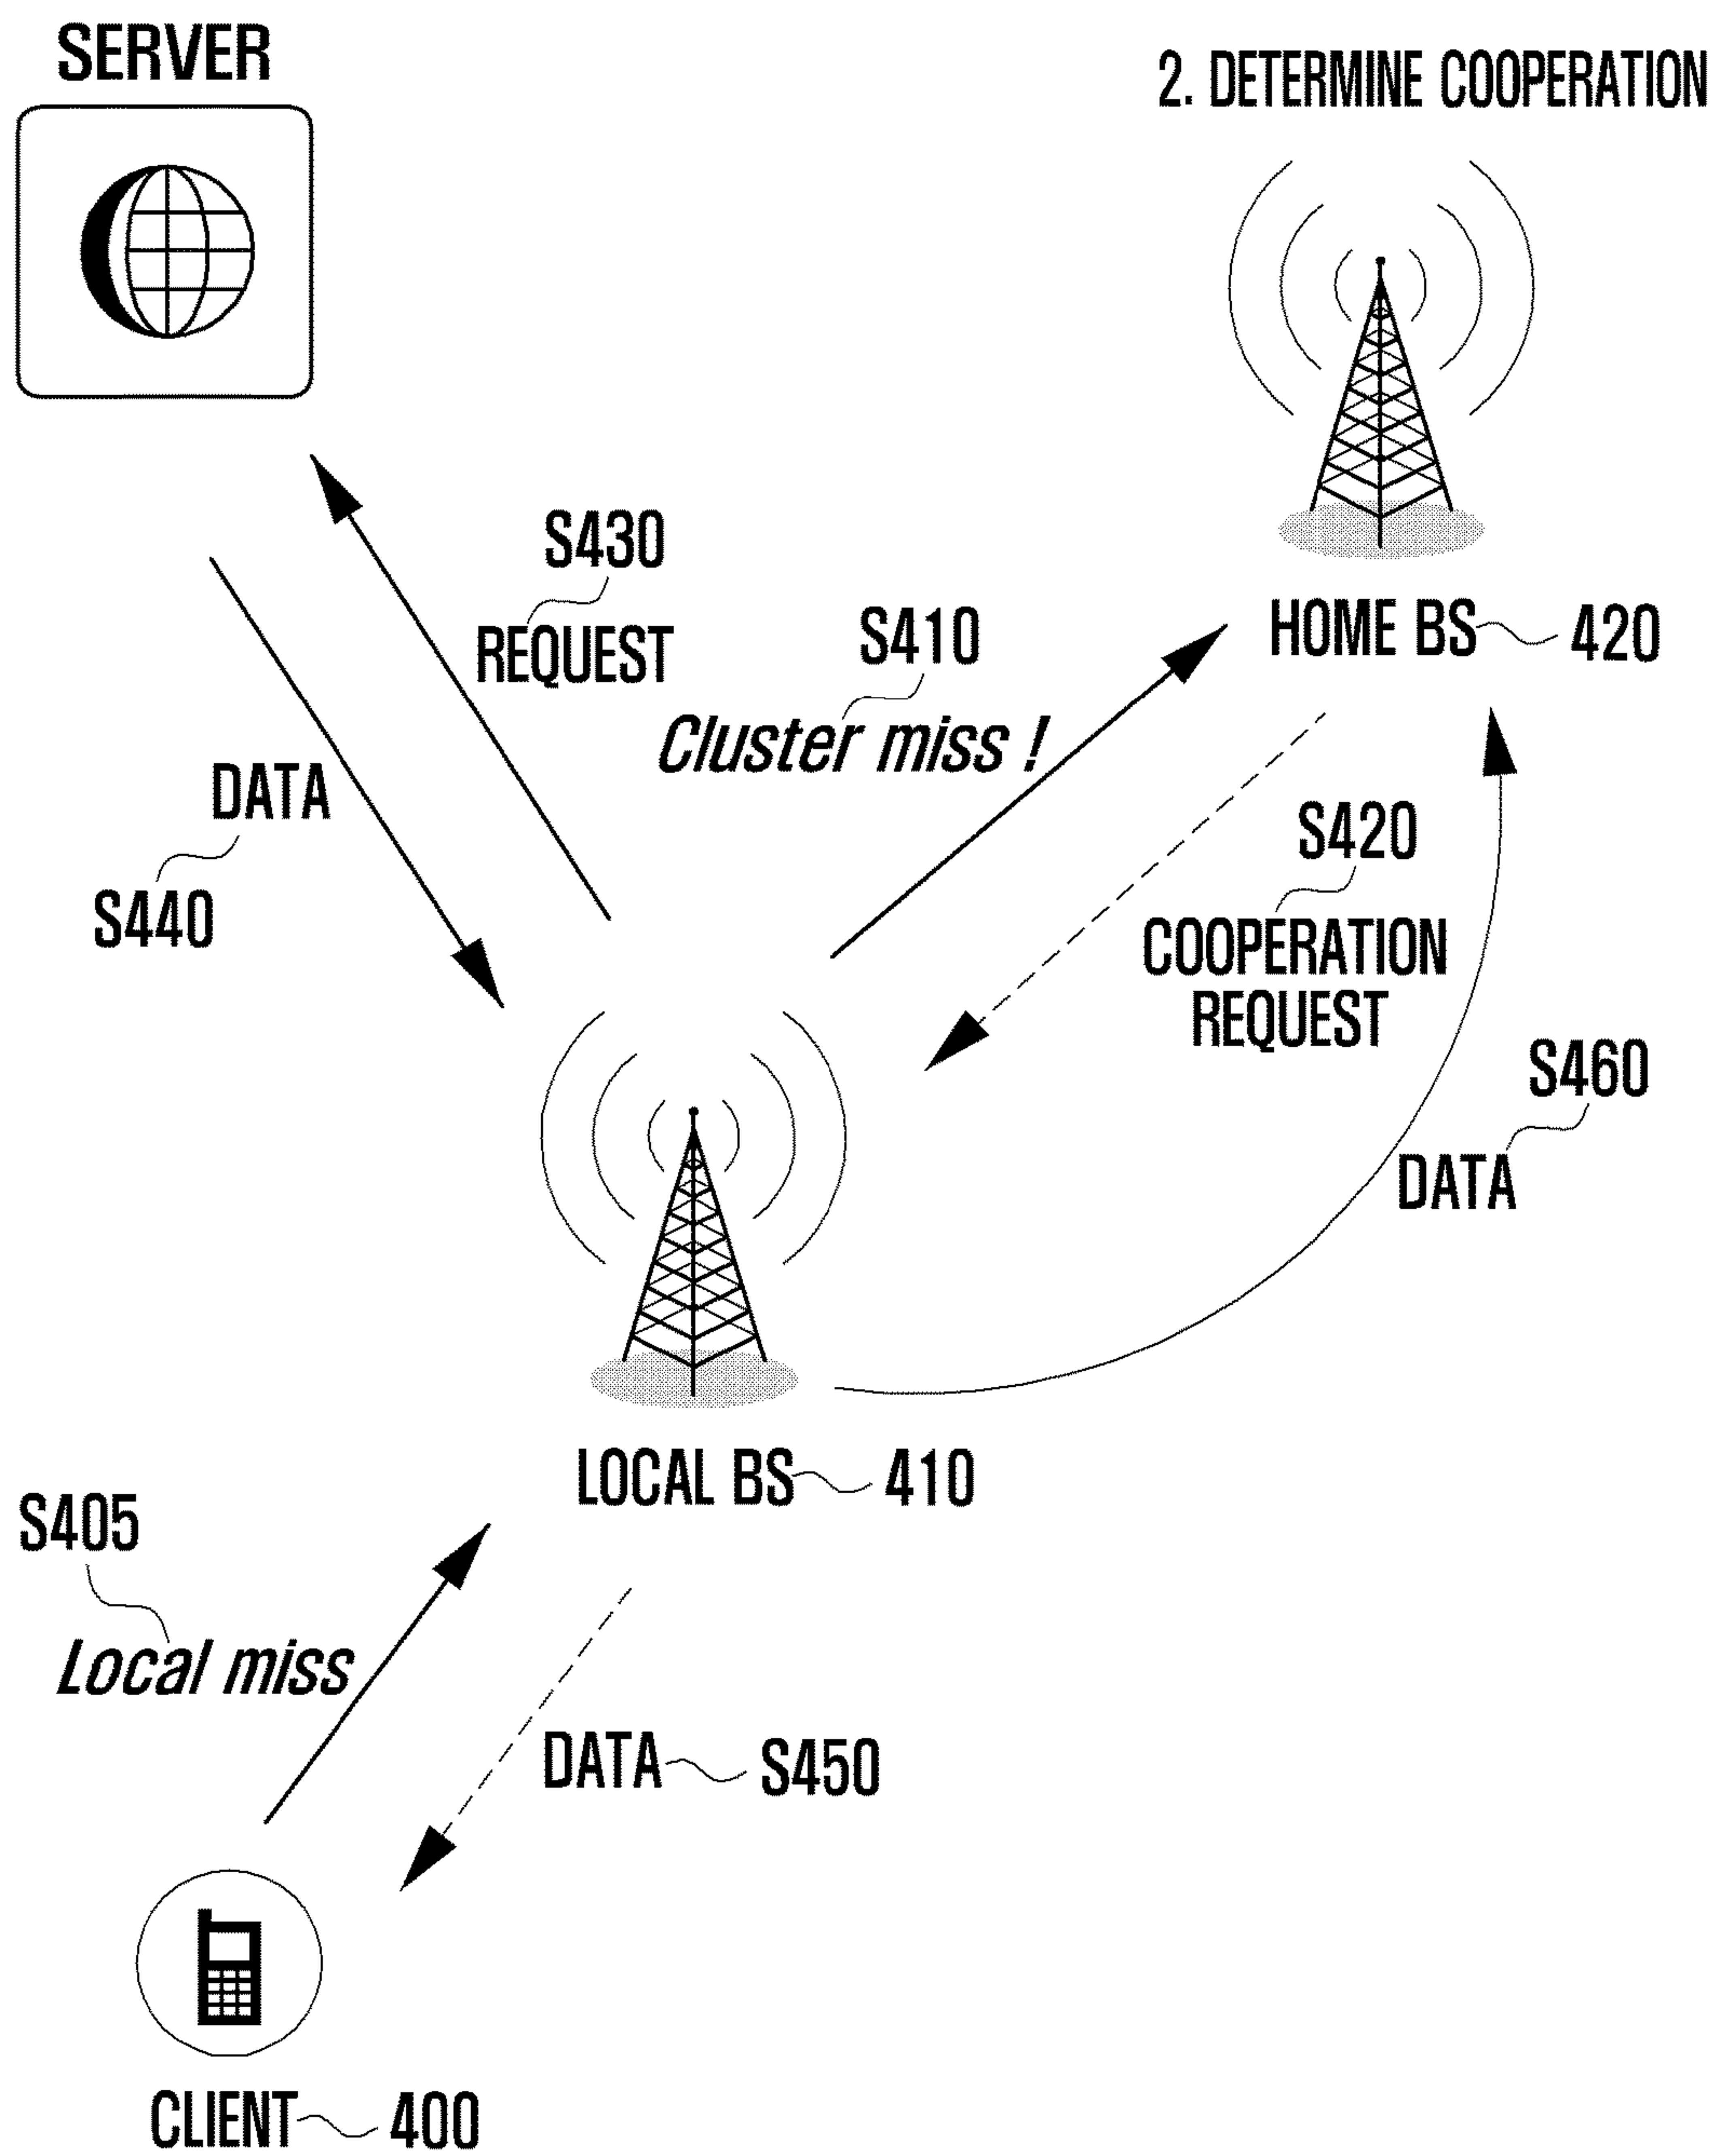 SERVER
2. DETERMINE COOPERATION
S430
REQUEST
S410
Cluster miss !
HOME BS 420
DATA
S440
S420
COOPERATION
REQUEST
S460
DATA
LOCAL BS 410
S405
Local miss
DATA S450
CLIENT 400